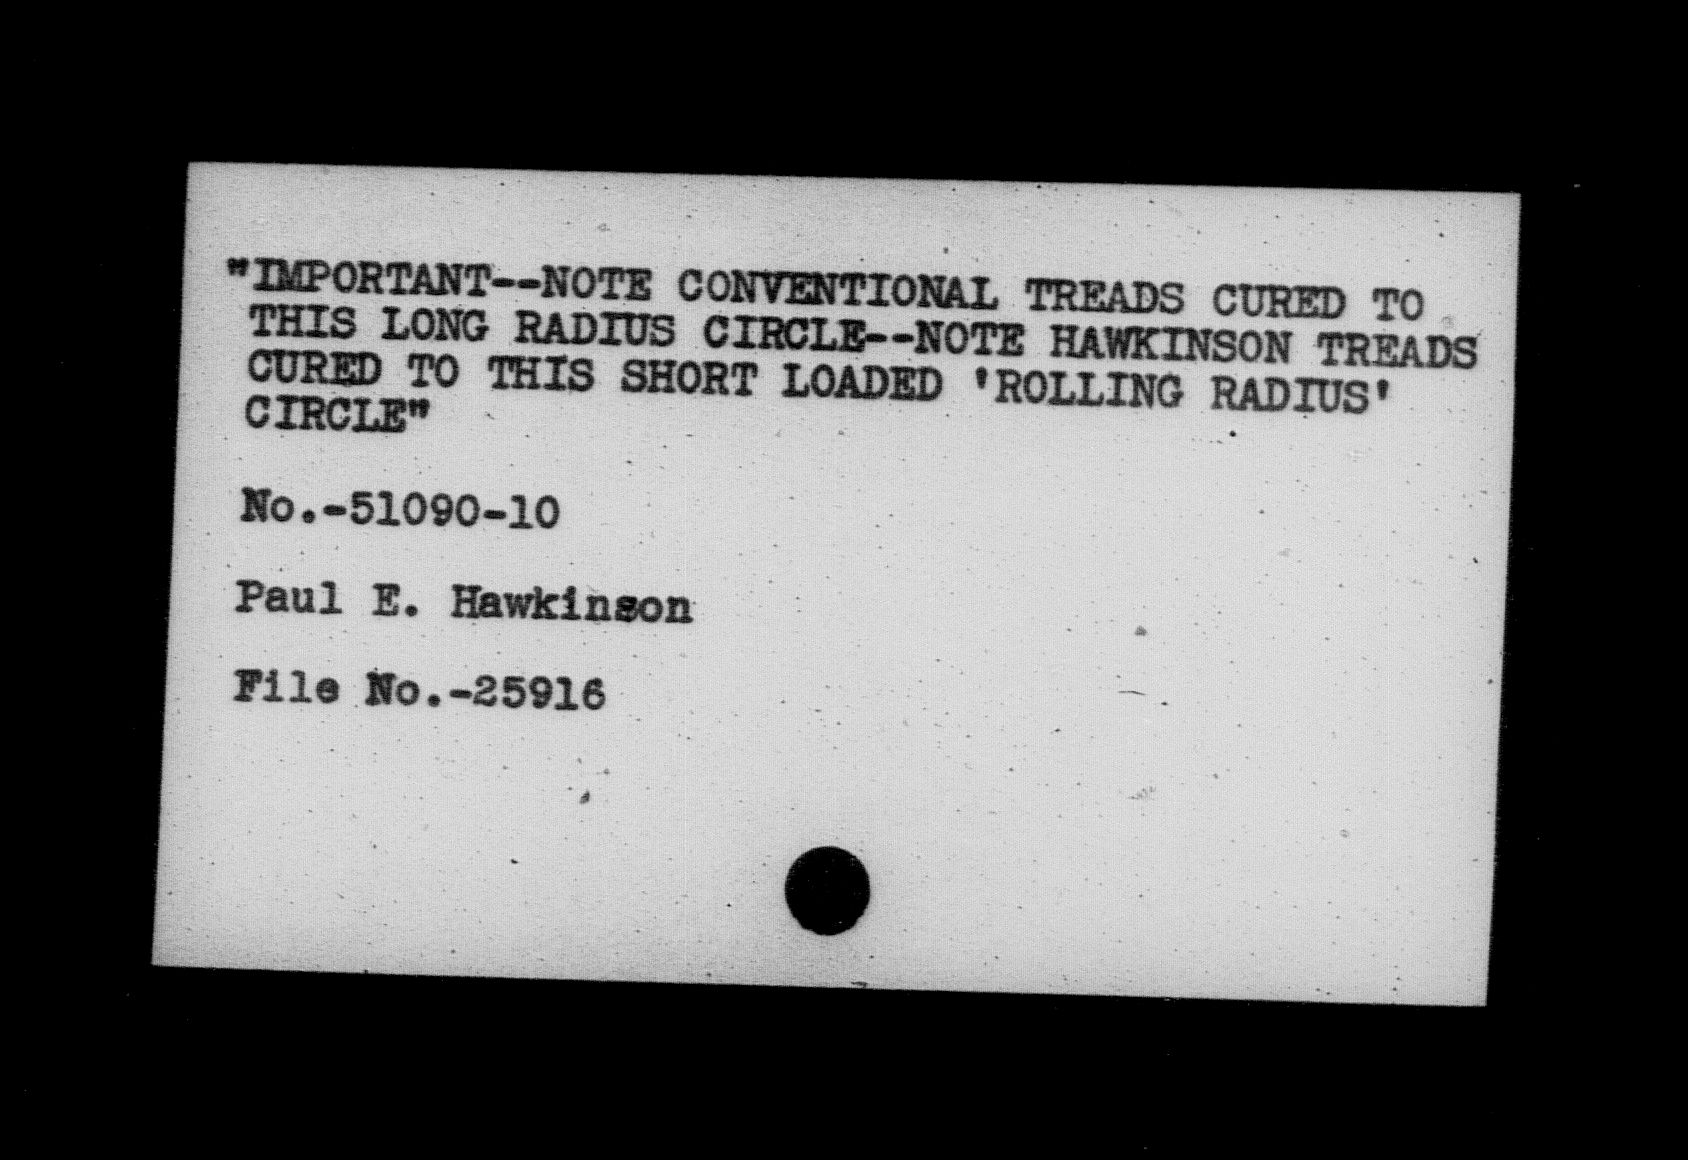 "IMPORTANT--NOTE CONVENTIONAL TREADS CURED TO
THIS LONG RADIUS CIRCLE--NOTE HAWKINSON TREADS
CURED TO THIS SHORT LOADED 'ROLLING RADIUS'
CIRCLE"
No.-51090-10
Paul E. Hawkinson
File No.-25916